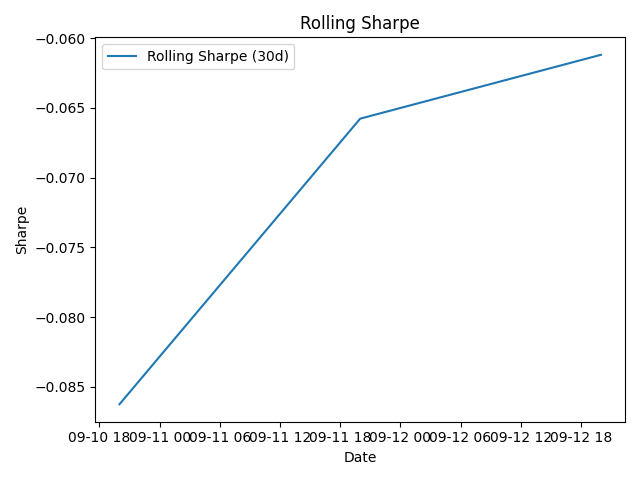 Rolling Sharpe
Rolling Sharpe (30d)
−0.060
−0.065
−0.070
−0.075
−0.080
−0.085
Sharpe
09-10 18 09-11 00 09-11 06 09-11 12 09-11 18 09-12 00 09-12 06 09-12 12 09-12 18
Date